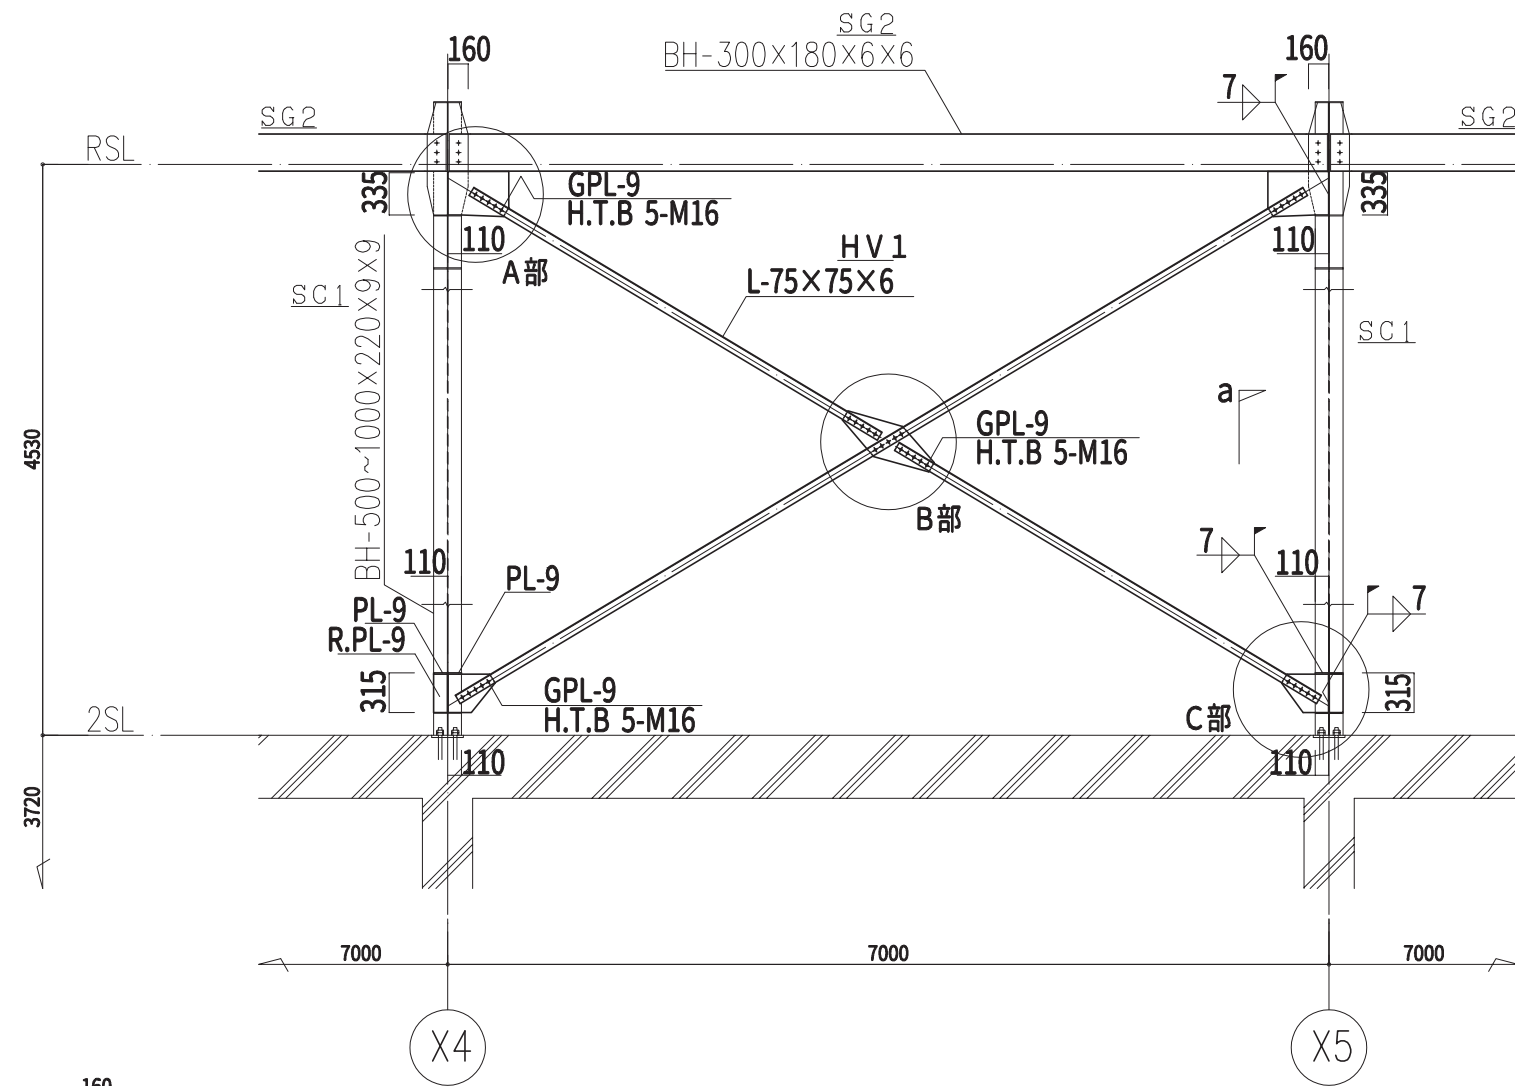 SG2
BH-300×180×6×6
160
160
7
SG2
SG2
RSL
335
GPL-9
H.T.B 5-M16
335
110
110
A部
HV1
L-75×75×6
SC1
BH-500~1000×220×9×9
SC1
a
GPL-9
H.T.B 5-M16
4530
B部
7
110
110
PL-9
PL-9
7
R.PL-9
315
GPL-9
H.T.B 5-M16
315
2SL
C部
110
110
3720
7000
7000
7000
X4
X5
160